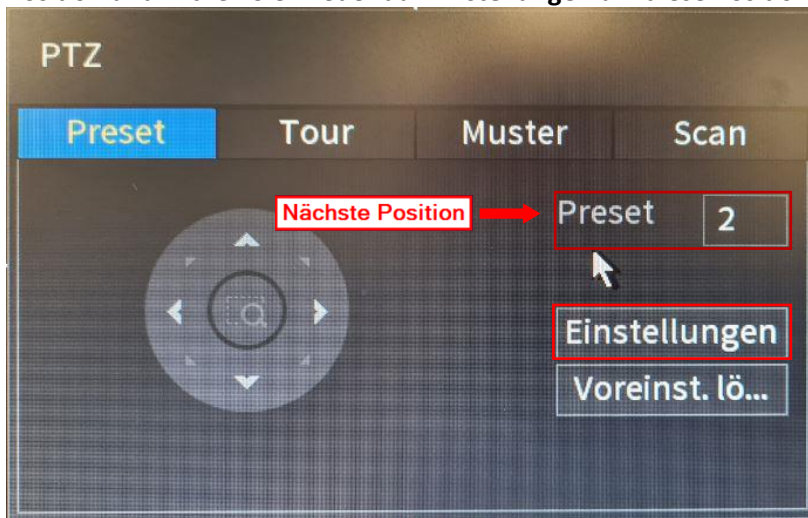 PTZ
Preset Tour Muster Scan
Nächste Position Preset 2
Einstellungen
Voreinst. lö...